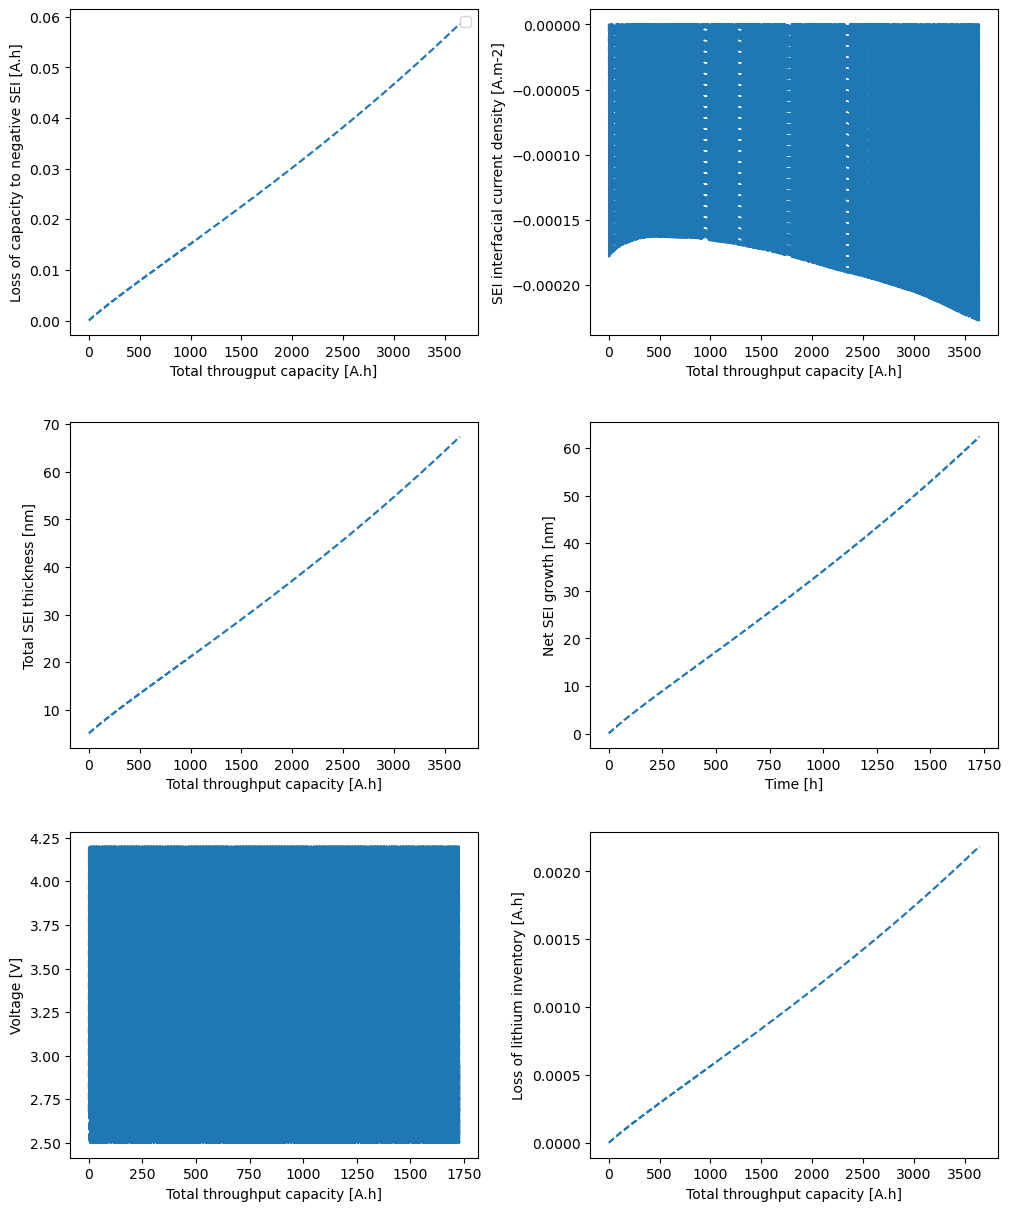 0.06
0.05
0.04
0.03
0.02
0.01
0.00
Loss of capacity to negative SEI [A.h]
0 500 1000 1500 2000 2500 3000 3500
Total througput capacity [A.h]
0.00000
−0.00005
−0.00010
−0.00015
−0.00020
SEI interfacial current density [A.m-2]
0 500 1000 1500 2000 2500 3000 3500
Total throughput capacity [A.h]
70
60
50
40
30
20
10
Total SEI thickness [nm]
0 500 1000 1500 2000 2500 3000 3500
Total throughput capacity [A.h]
60
50
40
30
20
10
0
Net SEI growth [nm]
0 250 500 750 1000 1250 1500 1750
Time [h]
4.25
4.00
3.75
3.50
3.25
3.00
2.75
2.50
Voltage [V]
0 250 500 750 1000 1250 1500 1750
Total throughput capacity [A.h]
0.0020
0.0015
0.0010
0.0005
0.0000
Loss of lithium inventory [A.h]
0 500 1000 1500 2000 2500 3000 3500
Total throughput capacity [A.h]